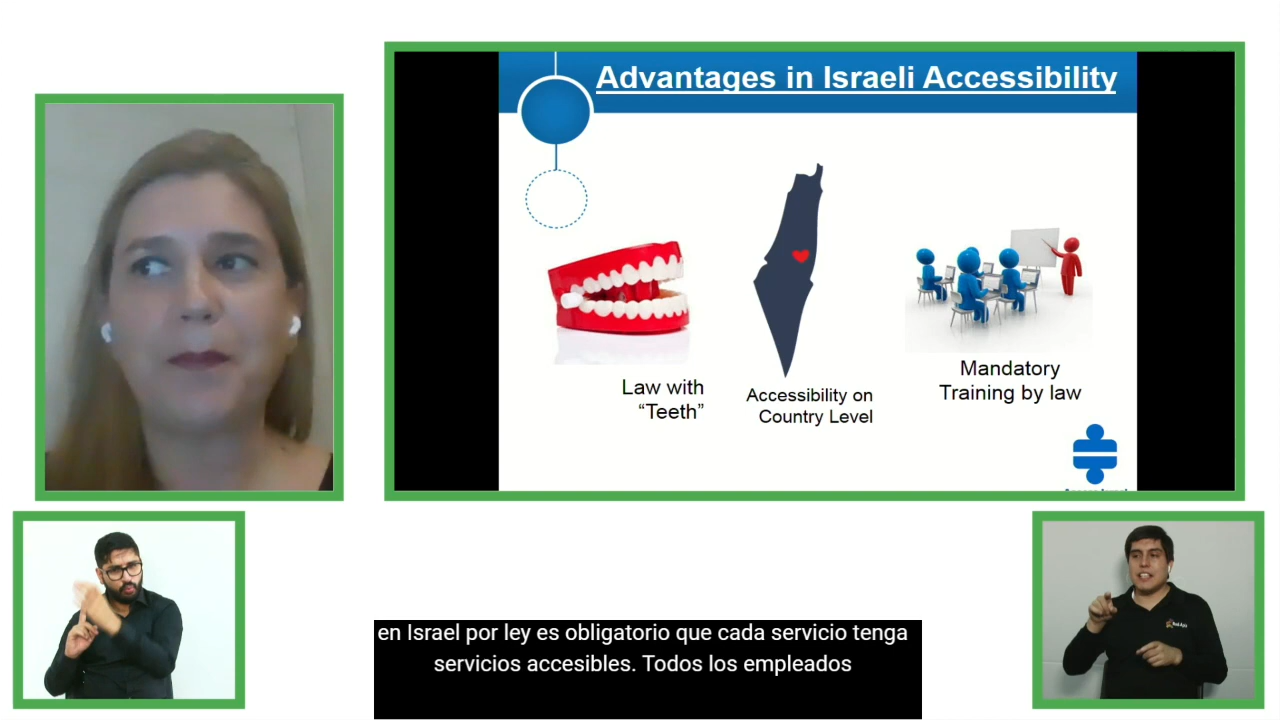 Advantages in Israeli Accessibility
Law with
“Teeth”
Accessibility on
Country Level
Mandatory
Training by law
en Israel por ley es obligatorio que cada servicio tenga
servicios accesibles. Todos los empleados